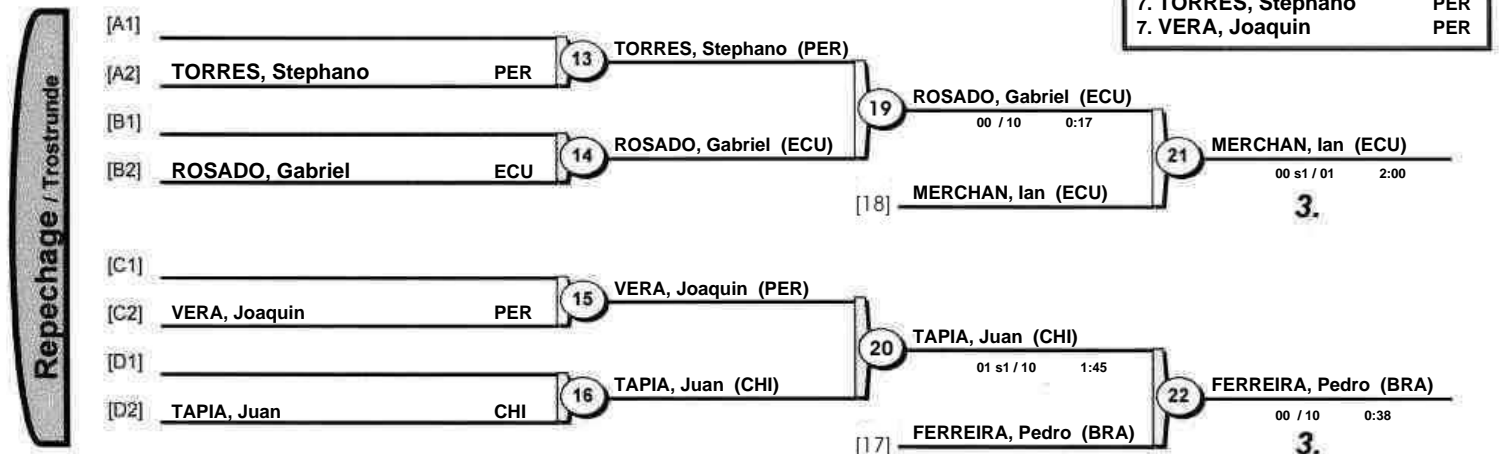 7. TORRES, Stephano PER
7. VERA, Joaquin PER
Repechage / Trostrunde
[A1]
[A2] TORRES, Stephano PER
13
TORRES, Stephano (PER)
[B1]
[B2] ROSADO, Gabriel ECU
14
ROSADO, Gabriel (ECU)
19
ROSADO, Gabriel (ECU)
00 / 10 0:17
[18] MERCHAN, Ian (ECU)
21
MERCHAN, Ian (ECU)
00 s1 / 01 2:00
3.
[C1]
[C2] VERA, Joaquin PER
15
VERA, Joaquin (PER)
[D1]
[D2] TAPIA, Juan CHI
16
TAPIA, Juan (CHI)
20
TAPIA, Juan (CHI)
01 s1 / 10 1:45
[17] FERREIRA, Pedro (BRA)
22
FERREIRA, Pedro (BRA)
00 / 10 0:38
3.